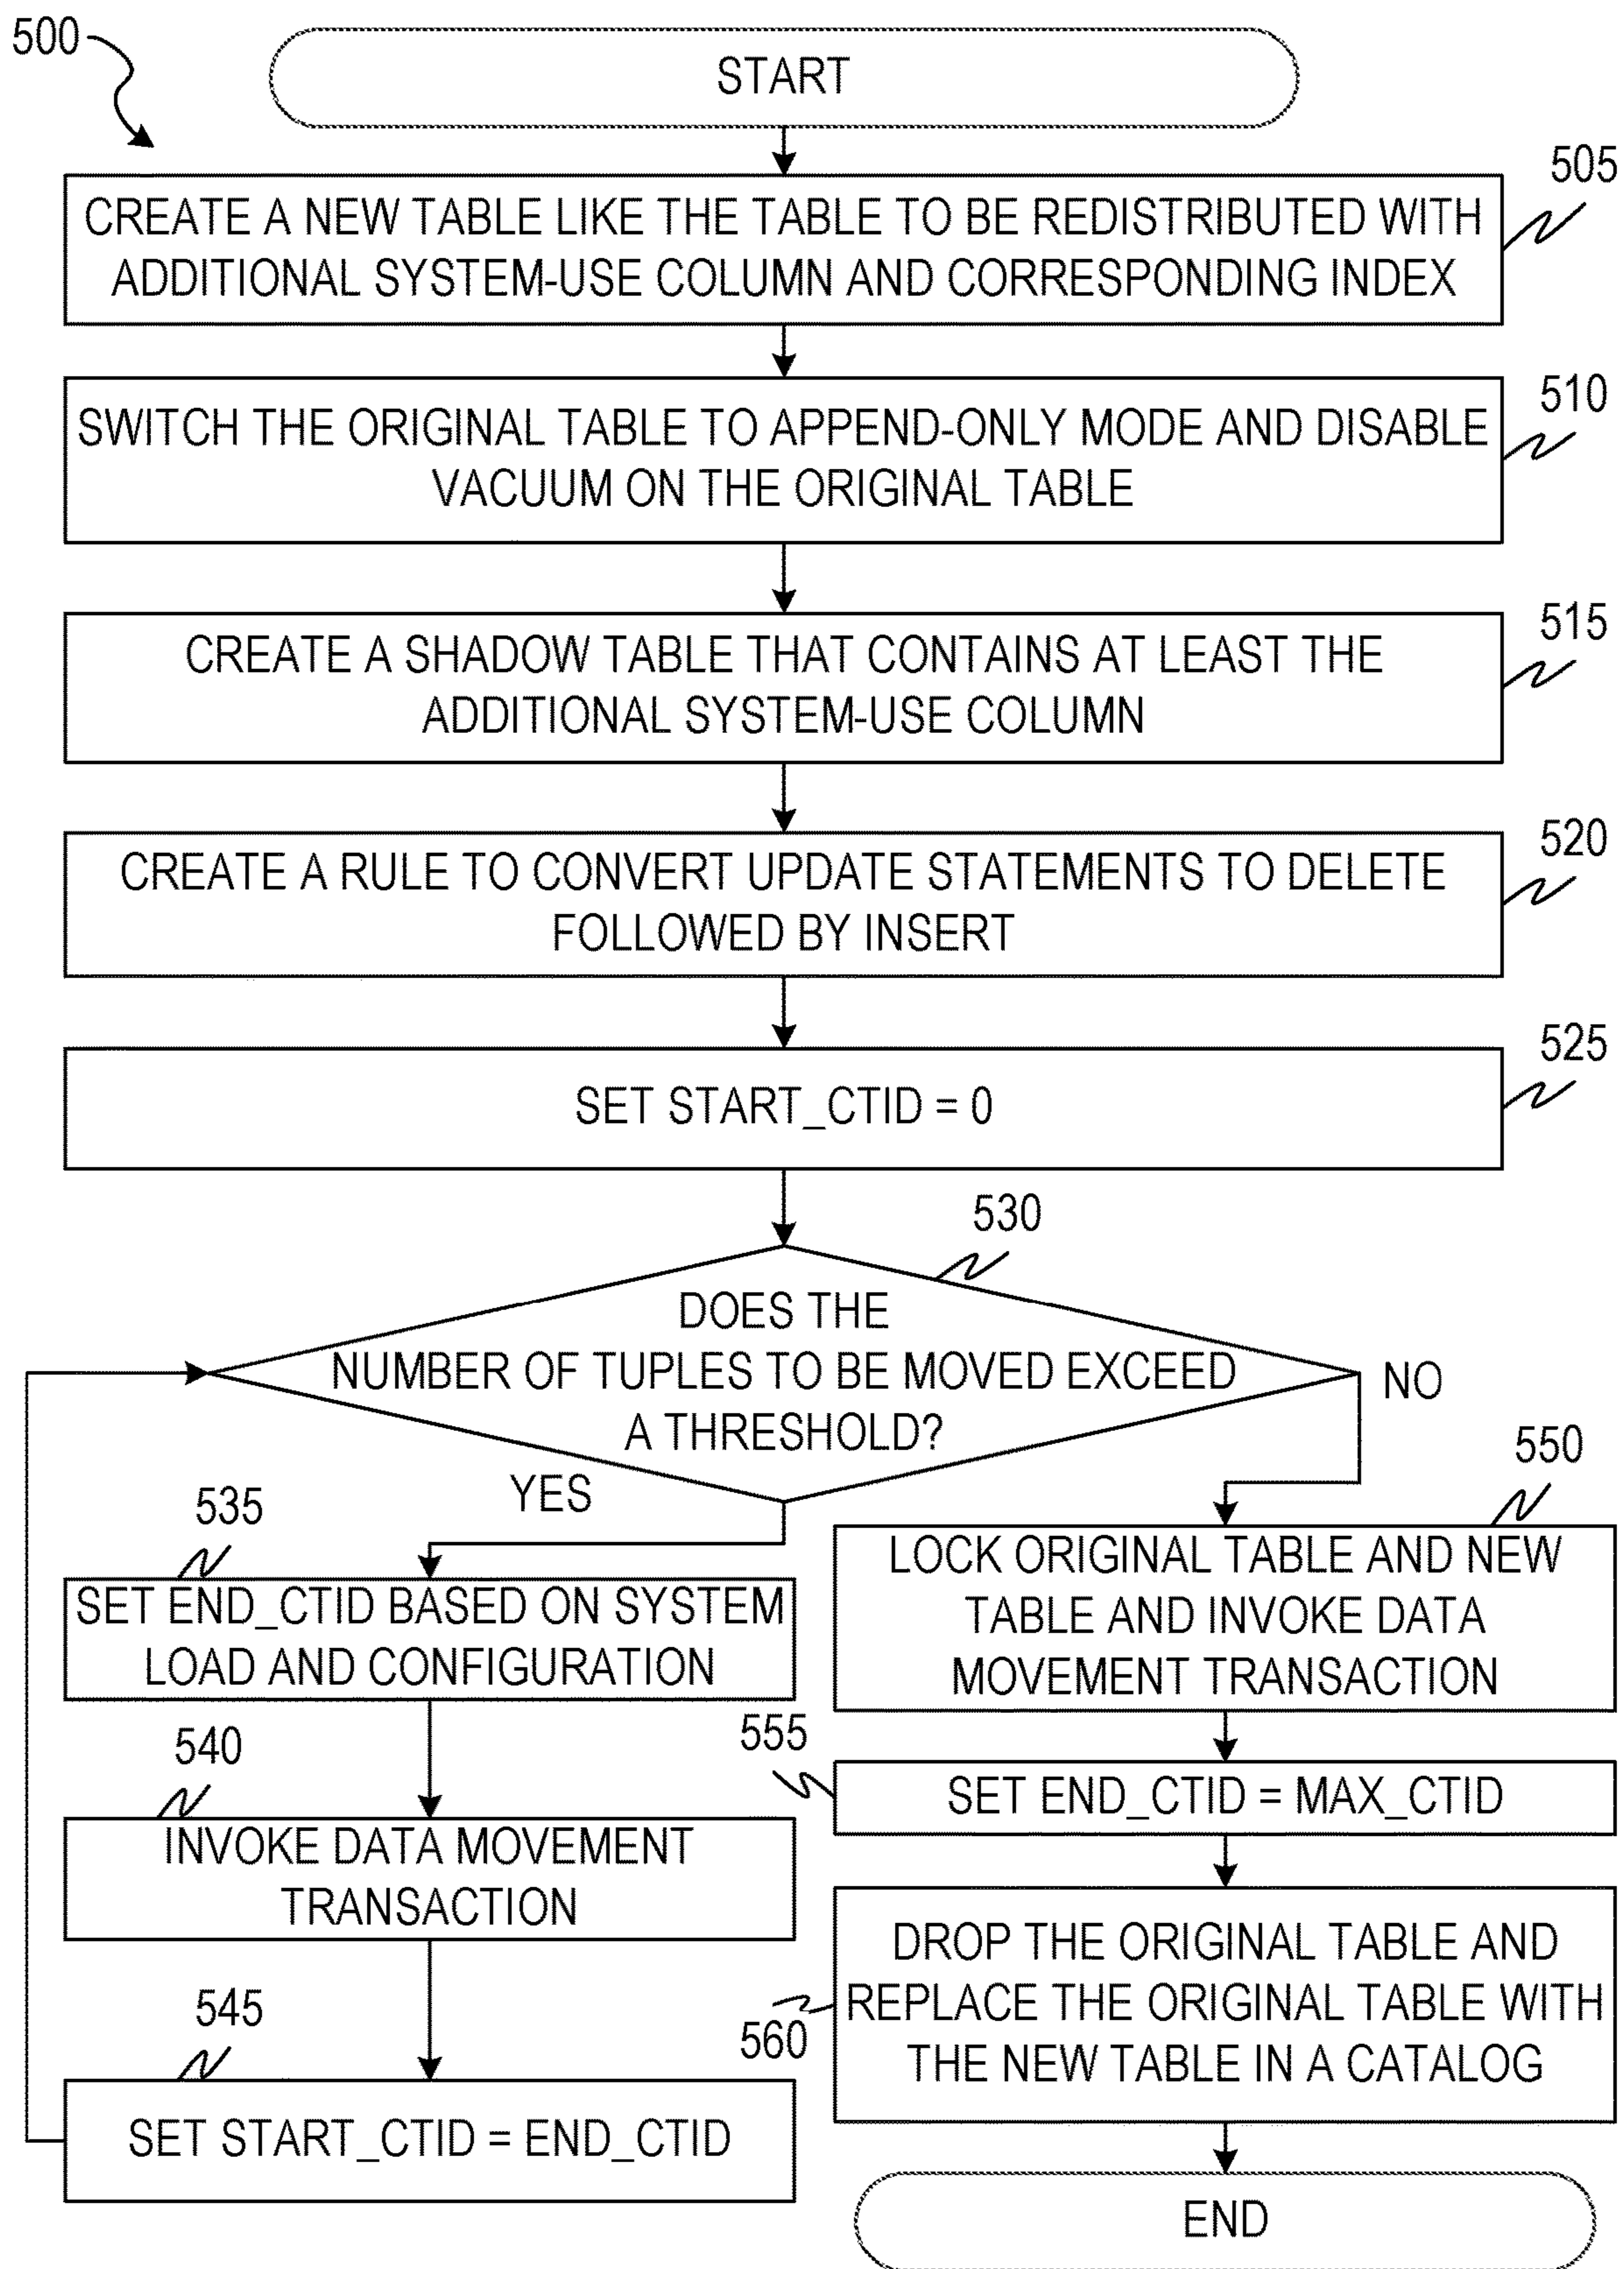 500
START
505
CREATE A NEW TABLE LIKE THE TABLE TO BE REDISTRIBUTED WITH
ADDITIONAL SYSTEM-USE COLUMN AND CORRESPONDING INDEX
510
SWITCH THE ORIGINAL TABLE TO APPEND-ONLY MODE AND DISABLE
VACUUM ON THE ORIGINAL TABLE
515
CREATE A SHADOW TABLE THAT CONTAINS AT LEAST THE
ADDITIONAL SYSTEM-USE COLUMN
520
CREATE A RULE TO CONVERT UPDATE STATEMENTS TO DELETE
FOLLOWED BY INSERT
525
SET START_CTID = 0
530
DOES THE
NUMBER OF TUPLES TO BE MOVED EXCEED
A THRESHOLD?
YES
NO
535
SET END_CTID BASED ON SYSTEM
LOAD AND CONFIGURATION
540
INVOKE DATA MOVEMENT
TRANSACTION
545
SET START_CTID = END_CTID
550
LOCK ORIGINAL TABLE AND NEW
TABLE AND INVOKE DATA
MOVEMENT TRANSACTION
555
SET END_CTID = MAX_CTID
560
DROP THE ORIGINAL TABLE AND
REPLACE THE ORIGINAL TABLE WITH
THE NEW TABLE IN A CATALOG
END